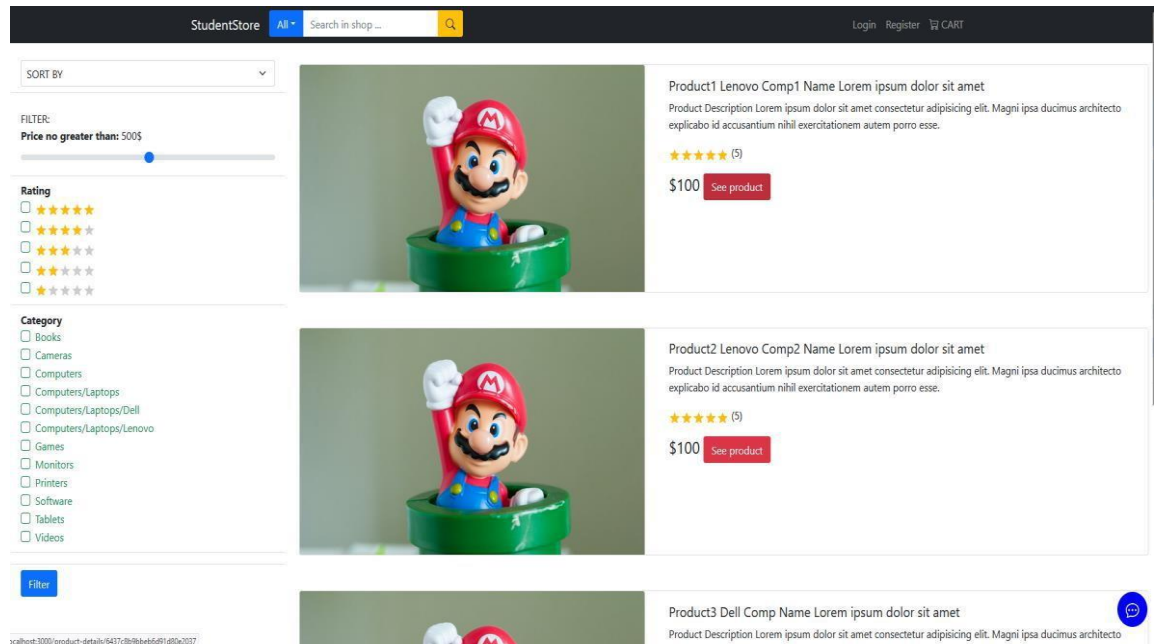 StudentStore All Search in shop ... Login Register CART
SORT BY
FILTER:
Price no greater than: 500$
Rating
Category
Books
Cameras
Computers
Computers/Laptops
Computers/Laptops/Dell
Computers/Laptops/Lenovo
Games
Monitors
Printers
Software
Tablets
Videos
Filter
M
Product1 Lenovo Comp1 Name Lorem ipsum dolor sit amet
Product Description Lorem ipsum dolor sit amet consectetur adipisicing elit. Magni ipsa ducimus architecto
explicabo id accusantium nihil exercitationem autem porro esse.
(5)
$100 See product
M
Product2 Lenovo Comp2 Name Lorem ipsum dolor sit amet
Product Description Lorem ipsum dolor sit amet consectetur adipisicing elit. Magni ipsa ducimus architecto
explicabo id accusantium nihil exercitationem autem porro esse.
(5)
$100 See product
Product3 Dell Comp Name Lorem ipsum dolor sit amet
Product Description Lorem ipsum dolor sit amet consectetur adipisicing elit. Magni ipsa ducimus architecto